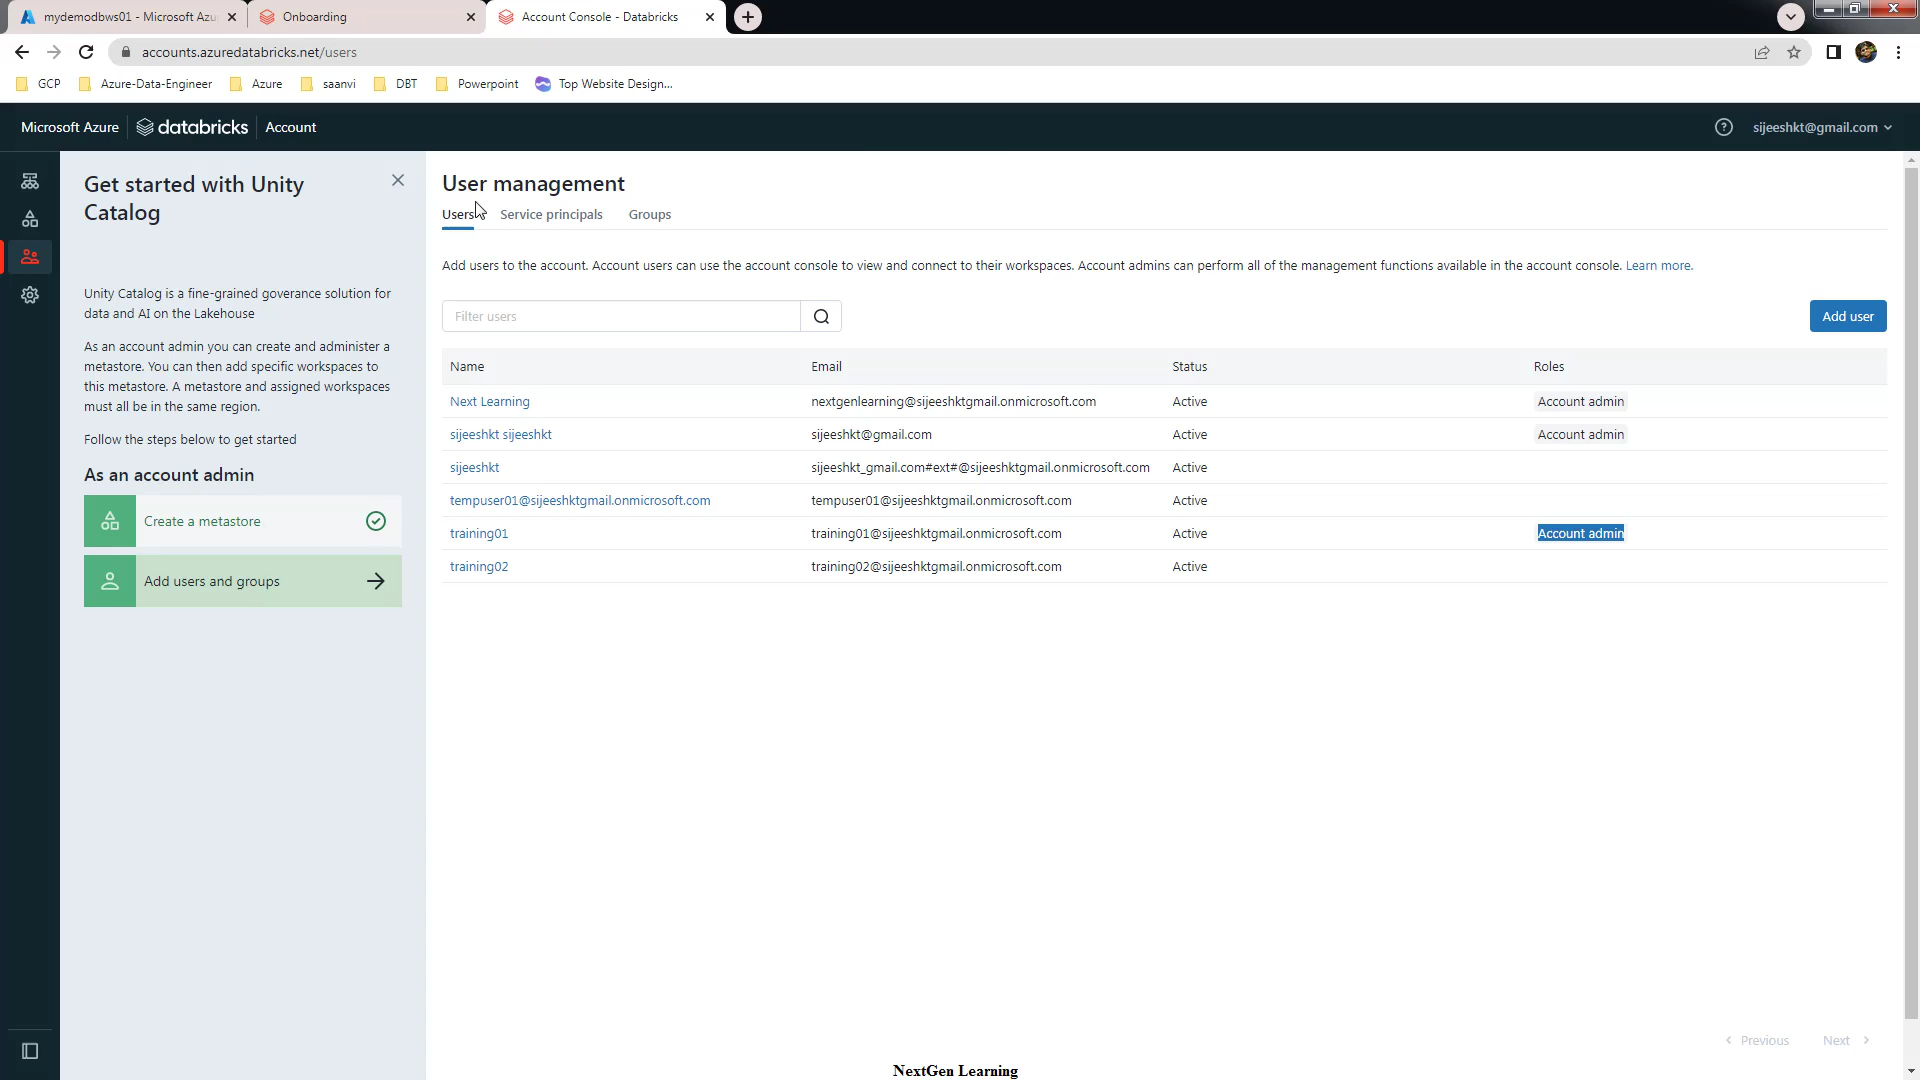 mydemodbws01 - Microsoft Azu
Onboarding
Account Console - Databricks
accounts.azuredatabricks.net/users
GCP
Azure-Data-Engineer
Azure
saanvi
DBT
Powerpoint
Top Website Design...
Microsoft Azure
databricks
Account
?
sijeeshkt@gmail.com
Get started with Unity
Catalog
Unity Catalog is a fine-grained goverance solution for
data and AI on the Lakehouse
As an account admin you can create and administer a
metastore. You can then add specific workspaces to
this metastore. A metastore and assigned workspaces
must all be in the same region.
Follow the steps below to get started
As an account admin
Create a metastore
Add users and groups
User management
Users
Service principals
Groups
Add users to the account. Account users can use the account console to view and connect to their workspaces. Account admins can perform all of the management functions available in the account console. Learn more.
Filter users
Add user
Name Email Status Roles
Next Learning nextgenlearning@sijeeshktgmail.onmicrosoft.com Active Account admin
sijeeshkt sijeeshkt sijeeshkt@gmail.com Active Account admin
sijeeshkt sijeeshkt_gmail.com#ext#@sijeeshktgmail.onmicrosoft.com Active
tempuser01@sijeeshktgmail.onmicrosoft.com tempuser01@sijeeshktgmail.onmicrosoft.com Active
training01 training01@sijeeshktgmail.onmicrosoft.com Active Account admin
training02 training02@sijeeshktgmail.onmicrosoft.com Active
Previous
Next
NextGen Learning